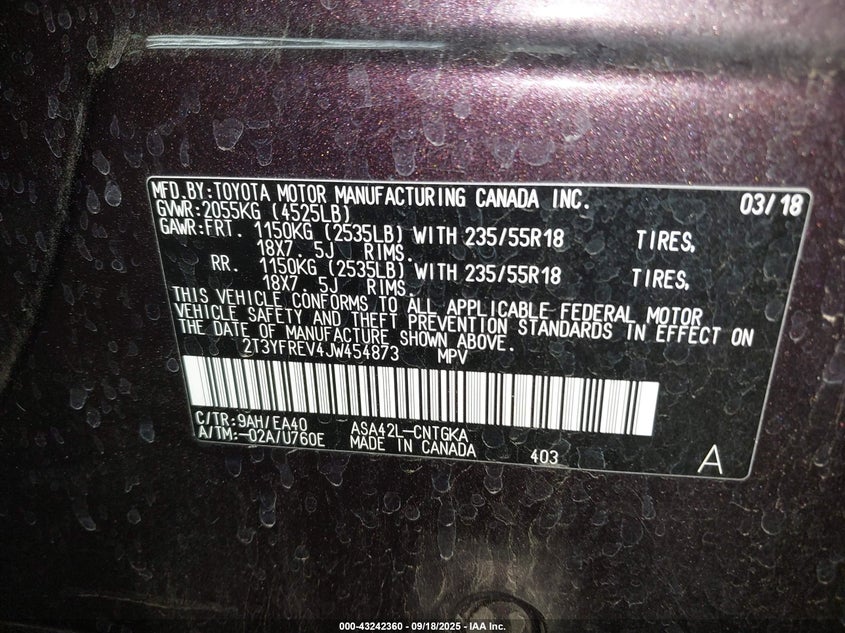 MFD.BY:TOYOTA MOTOR MANUFACTURING CANADA INC. 03/18
GVWR:2055KG (4525LB)
GAWR:FRT. 1150KG (2535LB) WITH 235/55R18 TIRES,
18X7. 5J RIMS.
RR. 1150KG (2535LB) WITH 235/55R18 TIRES,
18X7. 5J RIMS.
THIS VEHICLE CONFORMS TO ALL APPLICABLE FEDERAL MOTOR
VEHICLE SAFETY AND THEFT PREVENTION STANDARDS IN EFFECT ON
THE DATE OF MANUFACTURE SHOWN ABOVE.
2T3YFREV4JW454873 MPV
C/TR:9AH/EA40 ASA42L-CNTGKA
A/TM:-02A/U760E MADE IN CANADA 403 A
000-43242360 - 09/18/2025 - IAA Inc.